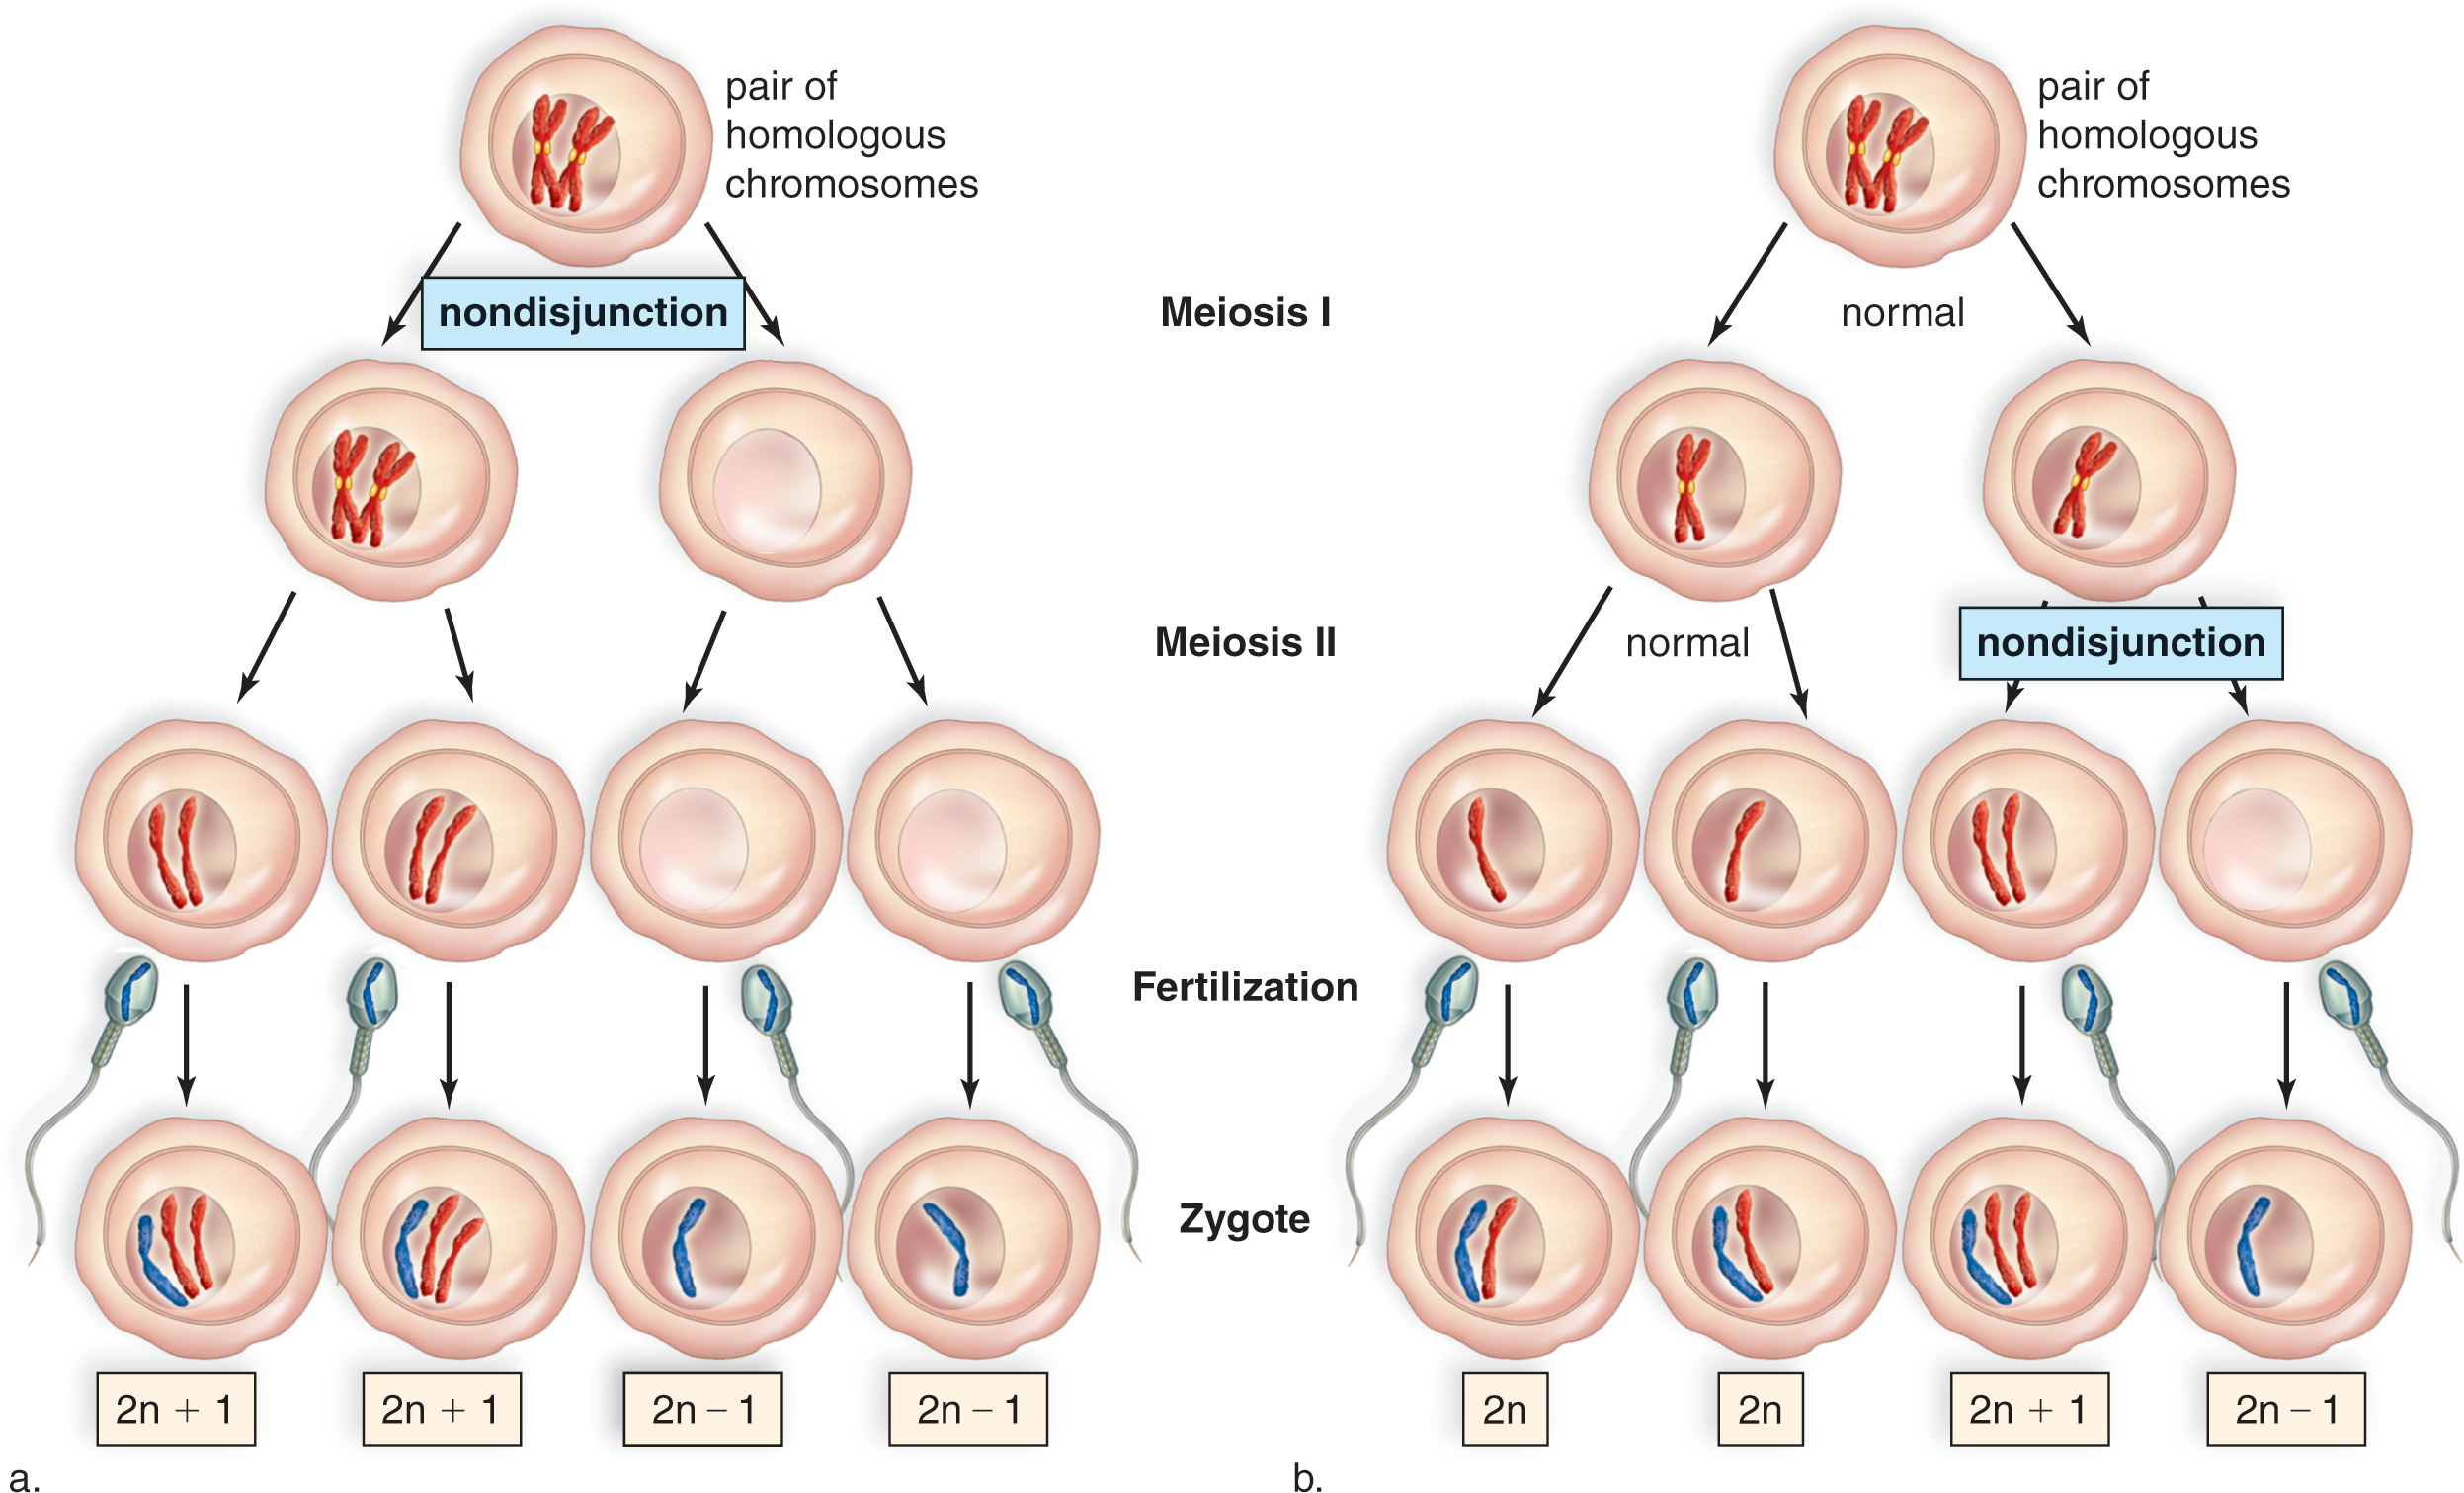 pair of
homologous
chromosomes
pair of
homologous
chromosomes
nondisjunction
Meiosis I
normal
Meiosis II
normal
nondisjunction
Fertilization
Zygote
2n + 1
2n + 1
2n – 1
2n – 1
2n
2n
2n + 1
2n – 1
a.
b.